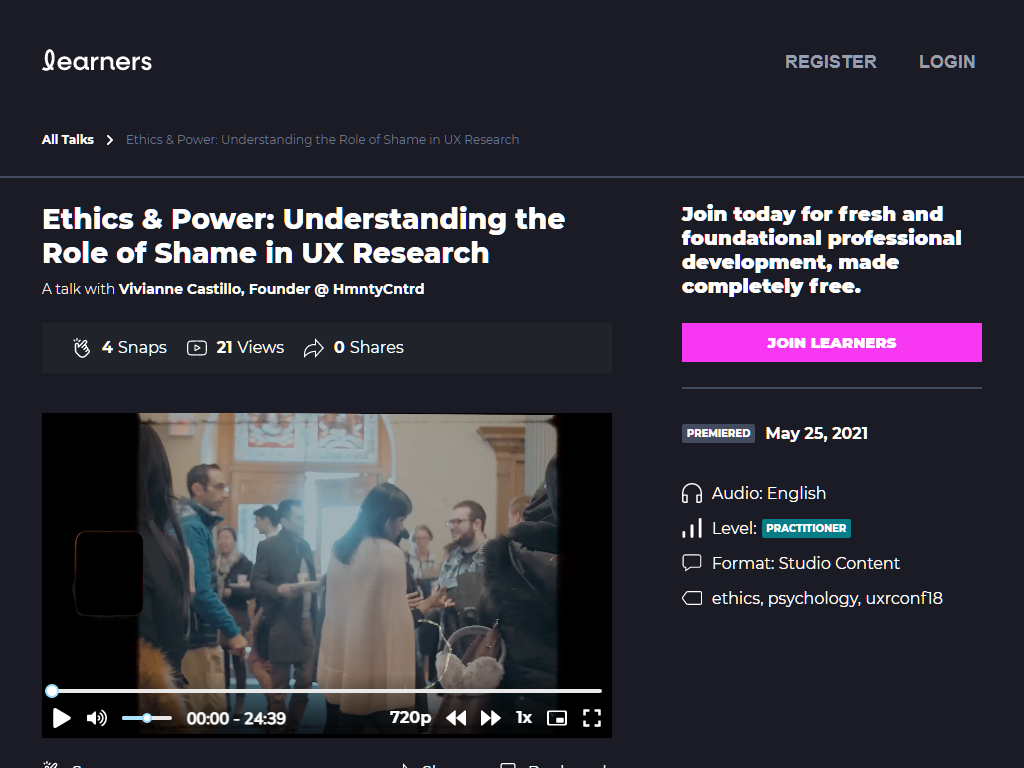 learners
REGISTER
LOGIN
All Talks
Ethics & Power: Understanding the Role of Shame in UX Research
Ethics & Power: Understanding the
Role of Shame in UX Research
A talk with Vivianne Castillo, Founder @ HmntyCntrd
4 Snaps
21 Views
0 Shares
00:00 - 24:39
720p
1x
Join today for fresh and
foundational professional
development, made
completely free.
JOIN LEARNERS
PREMIERED May 25, 2021
Audio: English
Level: PRACTITIONER
Format: Studio Content
ethics, psychology, uxrconf18